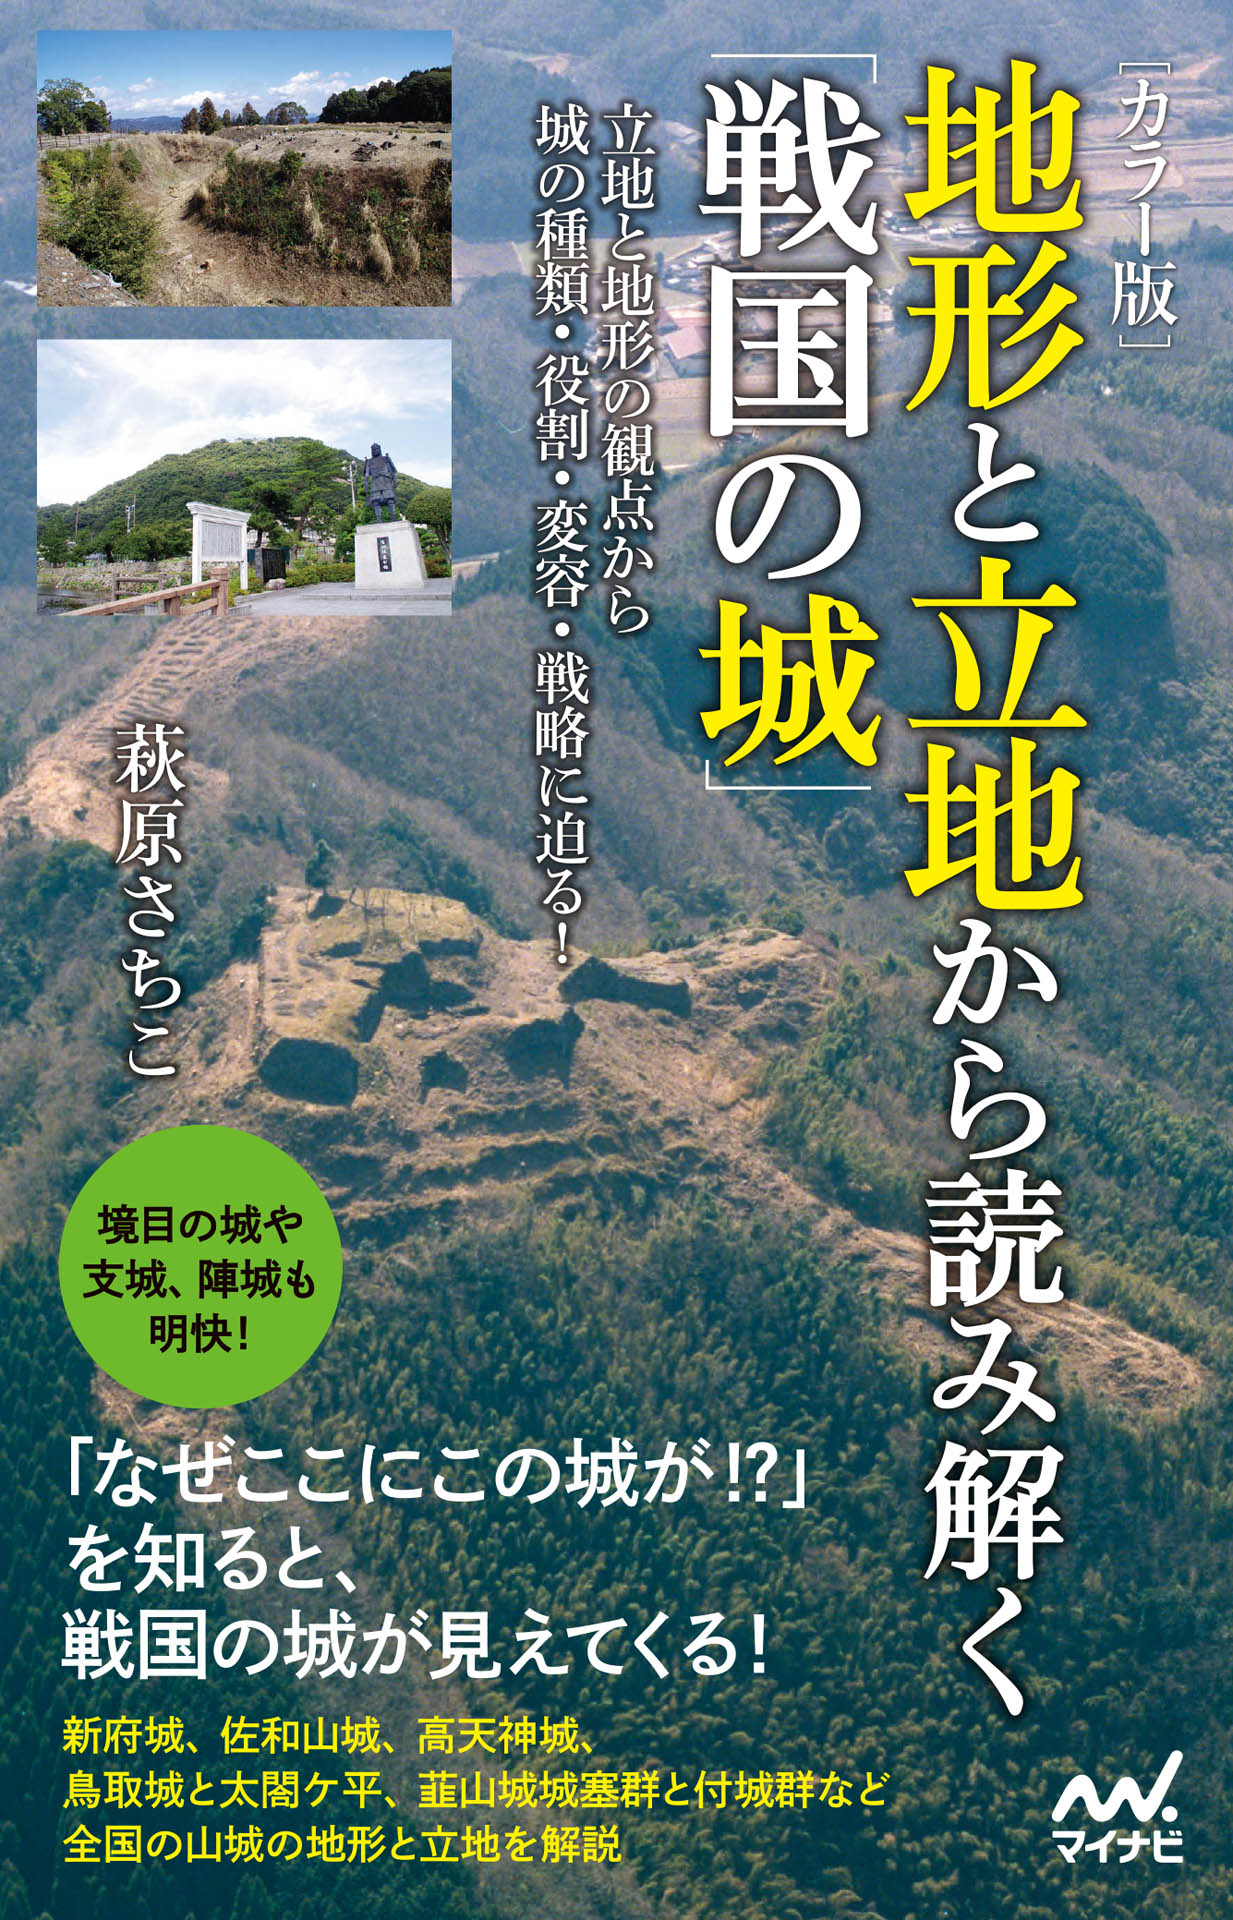 ［カラー版］
地形と立地から読み解く
「戦国の城」
立地と地形の観点から
城の種類・役割・変容・戦略に迫る！
萩原さちこ
境目の城や
支城、陣城も
明快！
「なぜここにこの城が!?」
を知ると、
戦国の城が見えてくる！
新府城、佐和山城、高天神城、
鳥取城と太閤ケ平、韮山城城塞群と付城群など
全国の山城の地形と立地を解説
マイナビ